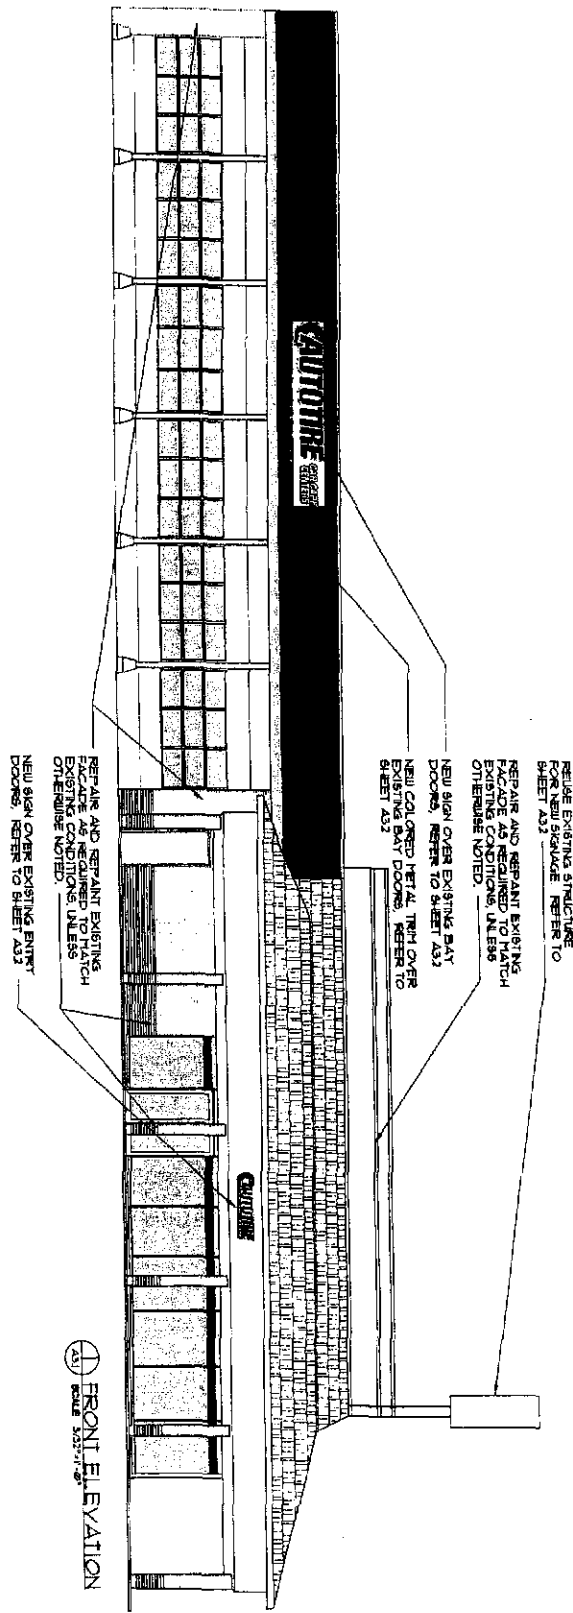 REUSE EXISTING STRUCTURE
FOR NEW SIGNAGE REFER TO
SHEET A3.2
REPAIR AND REPAINT EXISTING
FACADE AS REQUIRED TO MATCH
EXISTING CONDITIONS, UNLESS
OTHERWISE NOTED.
NEW SIGN OVER EXISTING BAY
DOORS, REFER TO SHEET A3.2
NEW COLORED METAL TRIM OVER
EXISTING BAY DOORS, REFER TO
SHEET A3.2
AUTOTIRE
CAR CARE
CENTERS
REPAIR AND REPAINT EXISTING
FACADE AS REQUIRED TO MATCH
EXISTING CONDITIONS, UNLESS
OTHERWISE NOTED.
NEW SIGN OVER EXISTING ENTRY
DOORS, REFER TO SHEET A3.2
AUTOTIRE
1
A3.1
FRONT ELEVATION
SCALE: 3/32"=1'-0"